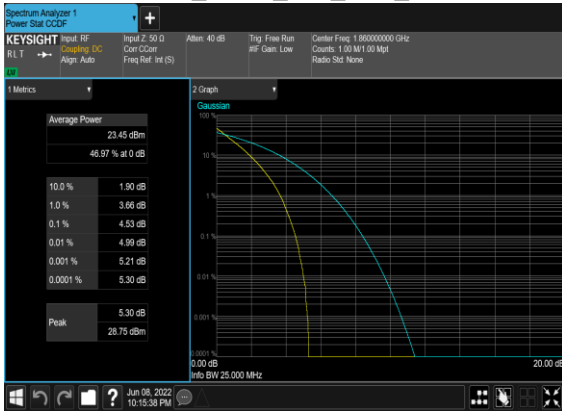 Spectrum Analyzer 1
Power Stat CCDF
KEYSIGHT
RLT
Input: RF
Coupling: DC
Align: Auto
Input Z: 50 Ω
Corr CCorr
Freq Ref: Int (S)
Atten: 40 dB
Trig: Free Run
#IF Gain: Low
Center Freq: 1.860000000 GHz
Counts: 1.00 M/1.00 Mpt
Radio Std: None
1 Metrics
Average Power
23.45 dBm
46.97 % at 0 dB
10.0 % 1.90 dB
1.0 % 3.66 dB
0.1 % 4.53 dB
0.01 % 4.99 dB
0.001 % 5.21 dB
0.0001 % 5.30 dB
Peak
5.30 dB
28.75 dBm
2 Graph
Gaussian
100 %
10 %
1 %
0.1 %
0.01 %
0.001 %
0.0001 %
0.00 dB 20.00 dB
Info BW 25.000 MHz
?
Jun 08, 2022
10:15:38 PM